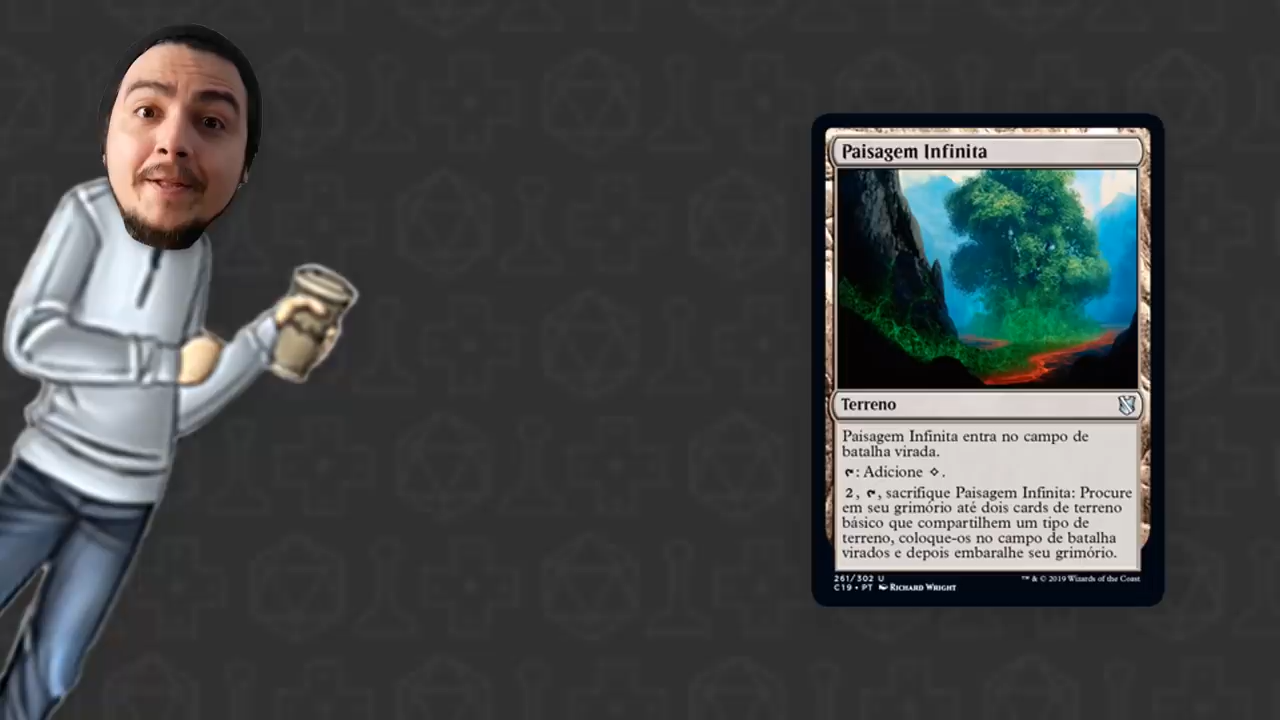 Paisagem Infinita
Terreno
Paisagem Infinita entra no campo de
batalha virada.
: Adicione .
2, , sacrifique Paisagem Infinita: Procure
em seu grimório até dois cards de terreno
básico que compartilhem um tipo de
terreno, coloque-os no campo de batalha
virados e depois embaralhe seu grimório.
261/302 U
C19 • PT RICHARD WRIGHT
™ & © 2019 Wizards of the Coast